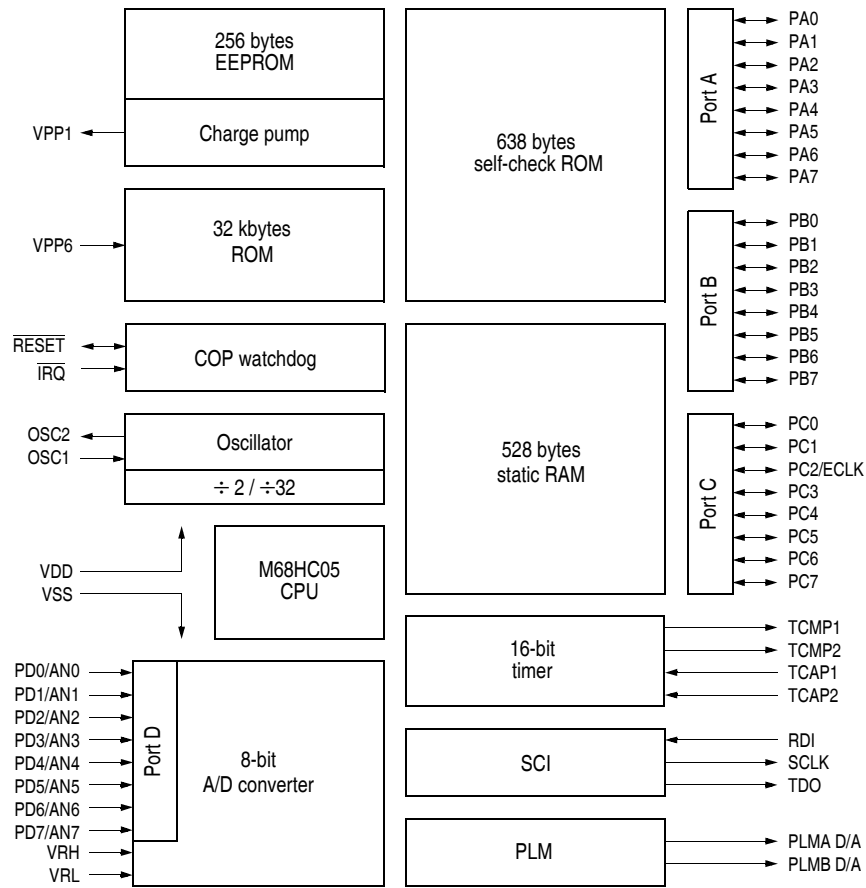 256 bytes
EEPROM
Charge pump
VPP1
32 kbytes
ROM
VPP6
RESET
IRQ
COP watchdog
OSC2
OSC1
Oscillator
÷ 2 / ÷32
VDD
VSS
M68HC05
CPU
PD0/AN0
PD1/AN1
PD2/AN2
PD3/AN3
PD4/AN4
PD5/AN5
PD6/AN6
PD7/AN7
VRH
VRL
Port D
8-bit
A/D converter
638 bytes
self-check ROM
528 bytes
static RAM
16-bit
timer
SCI
PLM
Port A
PA0
PA1
PA2
PA3
PA4
PA5
PA6
PA7
Port B
PB0
PB1
PB2
PB3
PB4
PB5
PB6
PB7
Port C
PC0
PC1
PC2/ECLK
PC3
PC4
PC5
PC6
PC7
TCMP1
TCMP2
TCAP1
TCAP2
RDI
SCLK
TDO
PLMA D/A
PLMB D/A